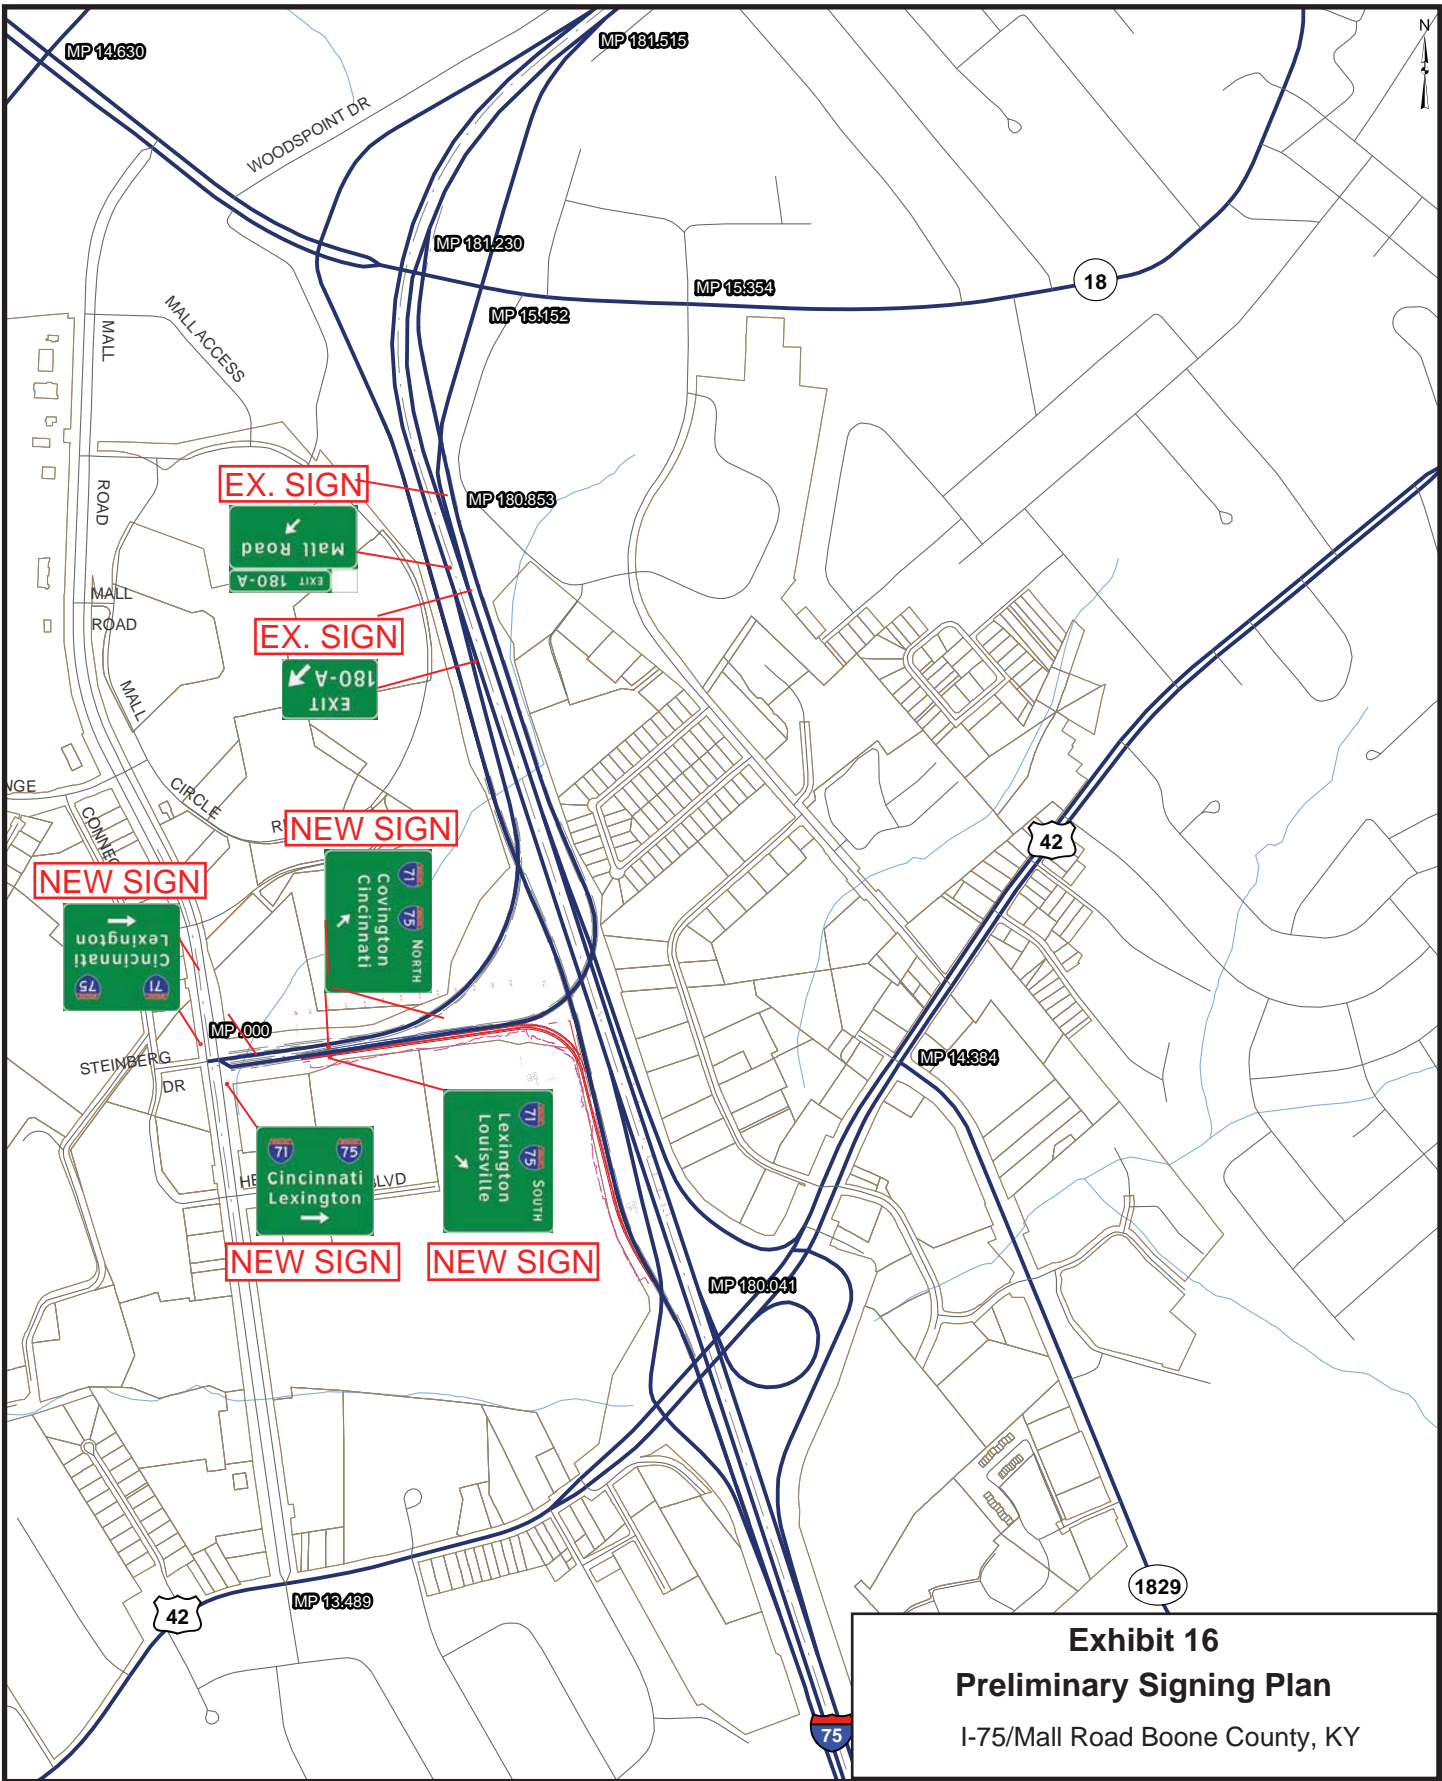 MP 14.630
MP 181.515
N
WOODSPOINT DR
MP 181.230
MP 15.354
18
MP 15.152
MALL
MALL ACCESS
EX. SIGN
MP 180.853
ROAD
Mall Road
EXIT 180-A
MALL
ROAD
EX. SIGN
EXIT
180-A
MALL
CIRCLE
NEW SIGN
42
71 75 NORTH
Covington
Cincinnati
NEW SIGN
71 75
Cincinnati
Lexington
MP .000
STEINBERG
DR
MP 14.384
71 75 SOUTH
Lexington
Louisville
71 75
Cincinnati
Lexington
BLVD
NEW SIGN
NEW SIGN
MP 180.041
42
MP 13.489
1829
75
Exhibit 16
Preliminary Signing Plan
I-75/Mall Road Boone County, KY